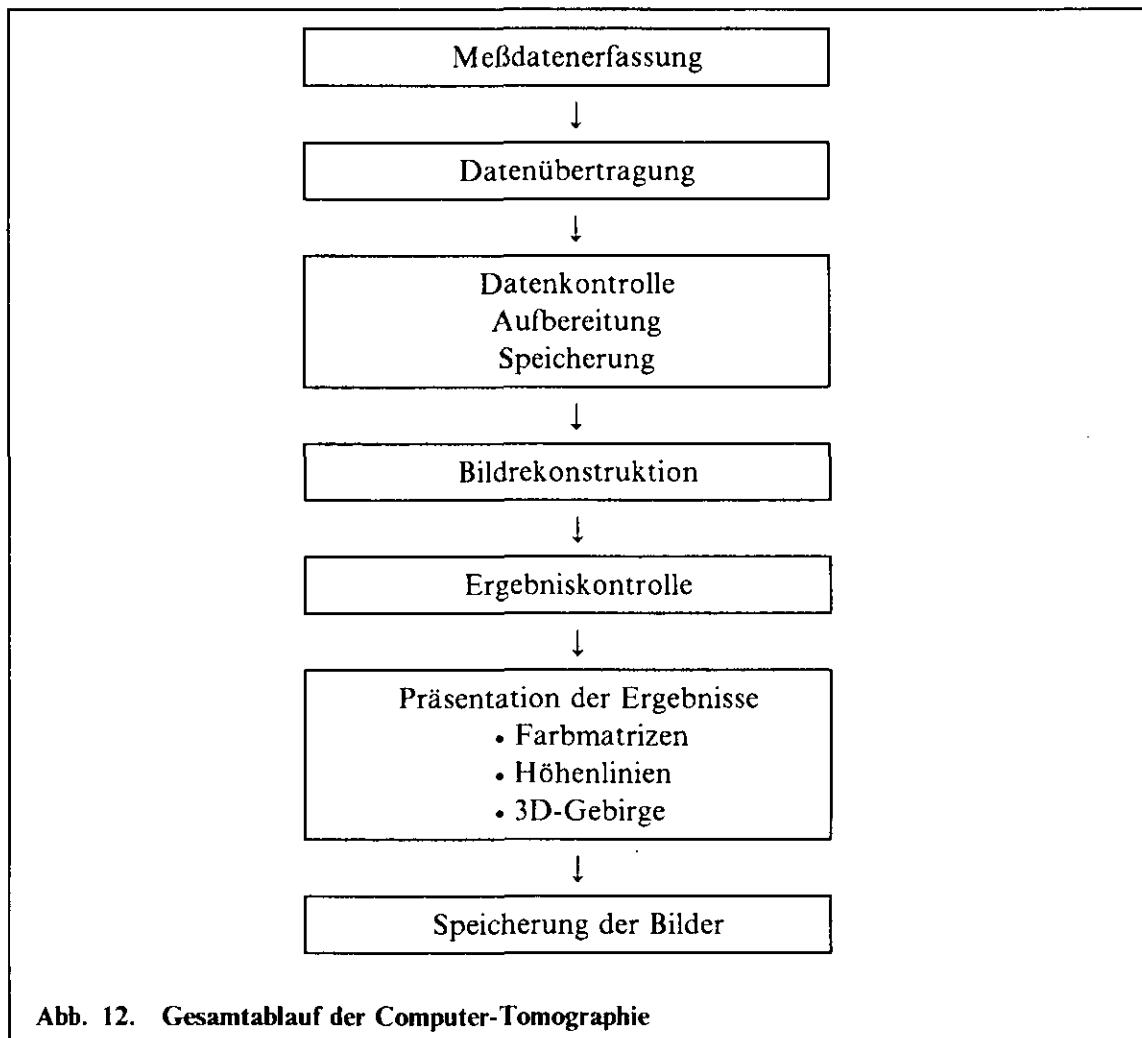 Meßdatenerfassung
↓
Datenübertragung
↓
Datenkontrolle
Aufbereitung
Speicherung
↓
Bildrekonstruktion
↓
Ergebniskontrolle
↓
Präsentation der Ergebnisse
• Farbmatrizen
• Höhenlinien
• 3D-Gebirge
↓
Speicherung der Bilder
Abb. 12. Gesamtablauf der Computer-Tomographie